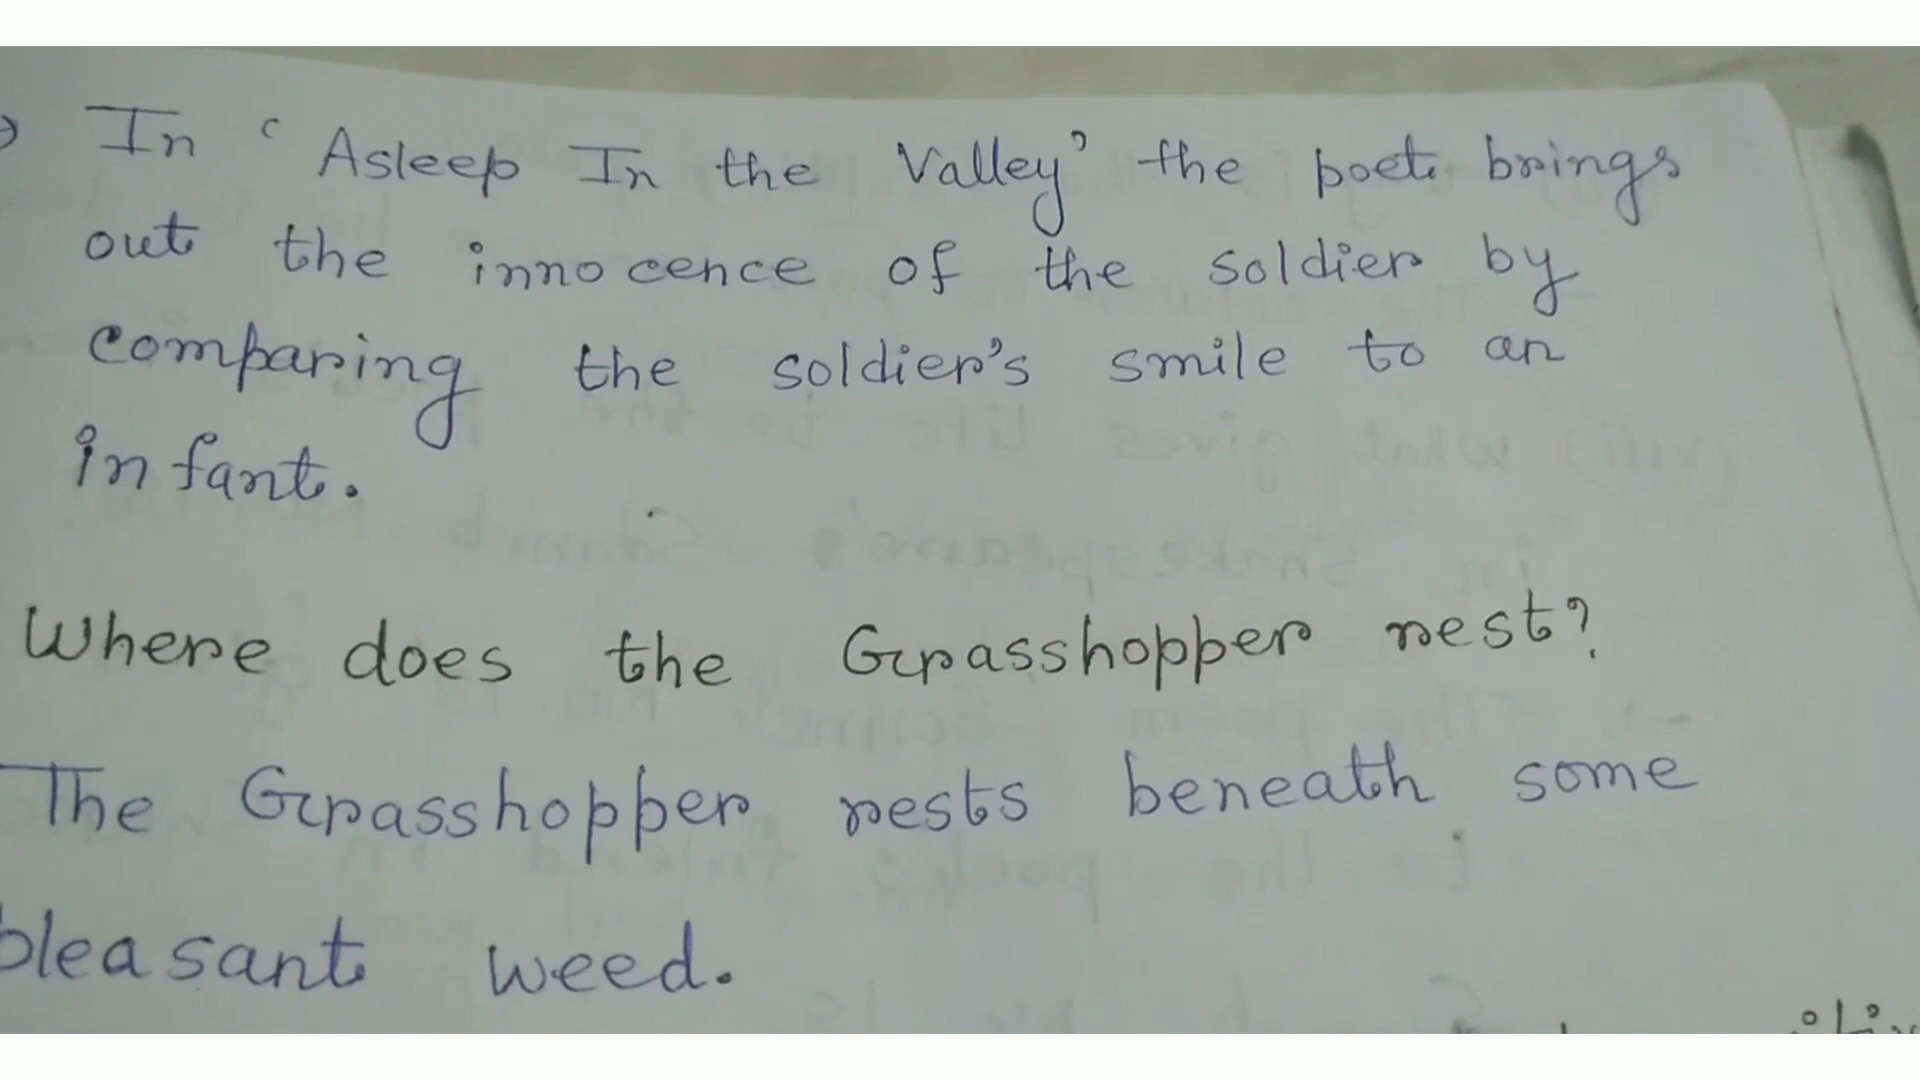 In 'Asleep In the Valley' the poet brings
out the innocence of the soldier by
comparing the soldier's smile to an
infant.
Where does the Grasshopper rest?
The Grasshopper rests beneath some
pleasant weed.